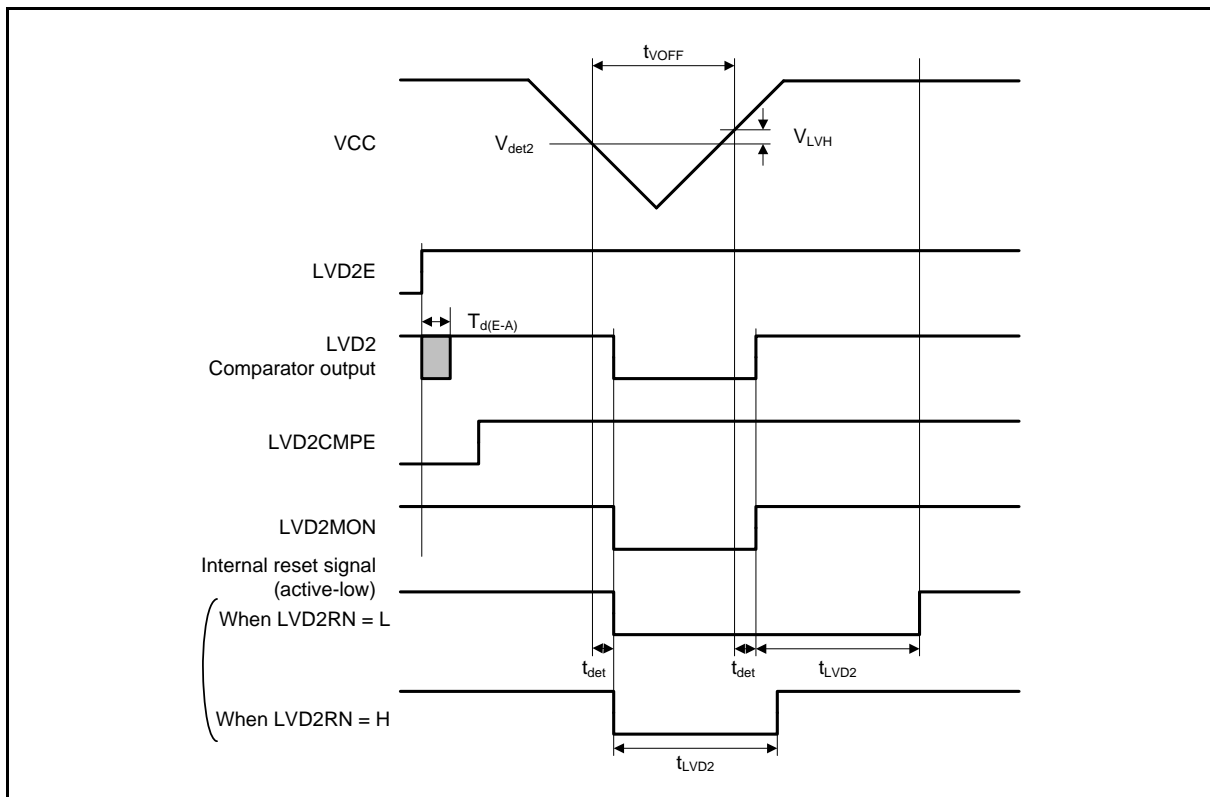 tVOFF
VCC
Vdet2
VLVH
LVD2E
Td(E-A)
LVD2
Comparator output
LVD2CMPE
LVD2MON
Internal reset signal
(active-low)
When LVD2RN = L
tdet
tdet
tLVD2
When LVD2RN = H
tLVD2